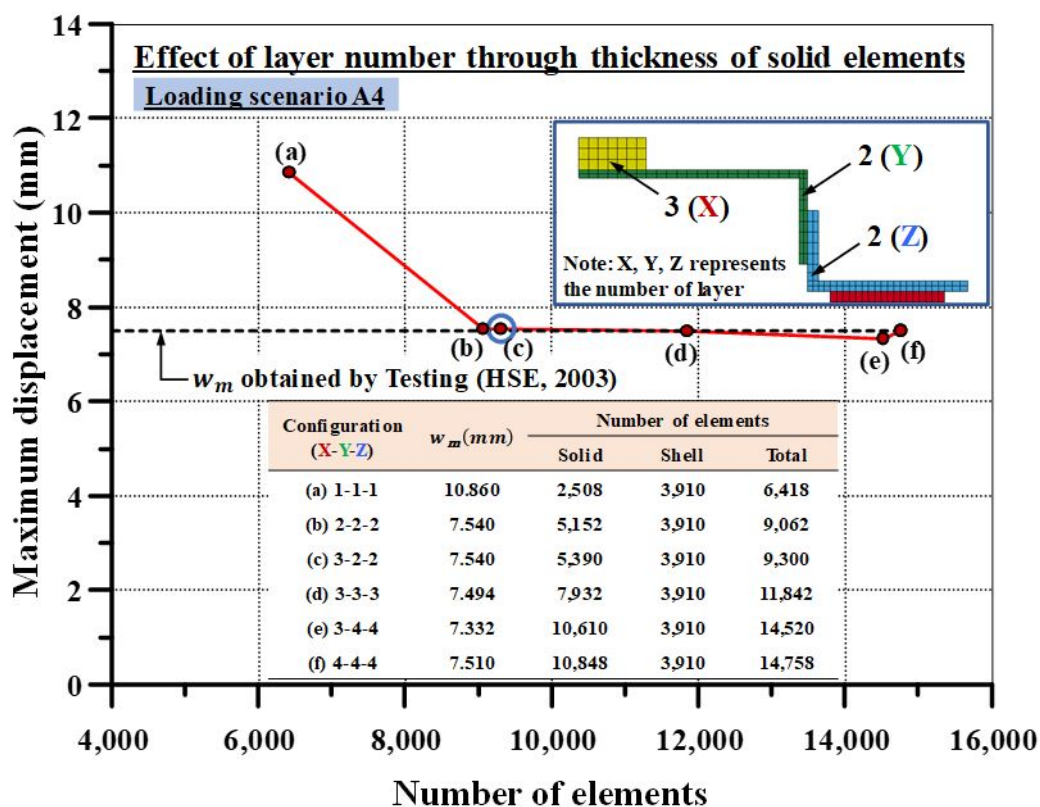 Effect of layer number through thickness of solid elements
Loading scenario A4
Maximum displacement (mm)
14
12
10
8
6
4
2
0
(a)
(b)
(c)
(d)
(e)
(f)
3 (X)
2 (Y)
2 (Z)
Note: X, Y, Z represents
the number of layer
w_m obtained by Testing (HSE, 2003)
Configuration (X-Y-Z) w_m(mm) Number of elements
Solid Shell Total
(a) 1-1-1 10.860 2,508 3,910 6,418
(b) 2-2-2 7.540 5,152 3,910 9,062
(c) 3-2-2 7.540 5,390 3,910 9,300
(d) 3-3-3 7.494 7,932 3,910 11,842
(e) 3-4-4 7.332 10,610 3,910 14,520
(f) 4-4-4 7.510 10,848 3,910 14,758
4,000 6,000 8,000 10,000 12,000 14,000 16,000
Number of elements